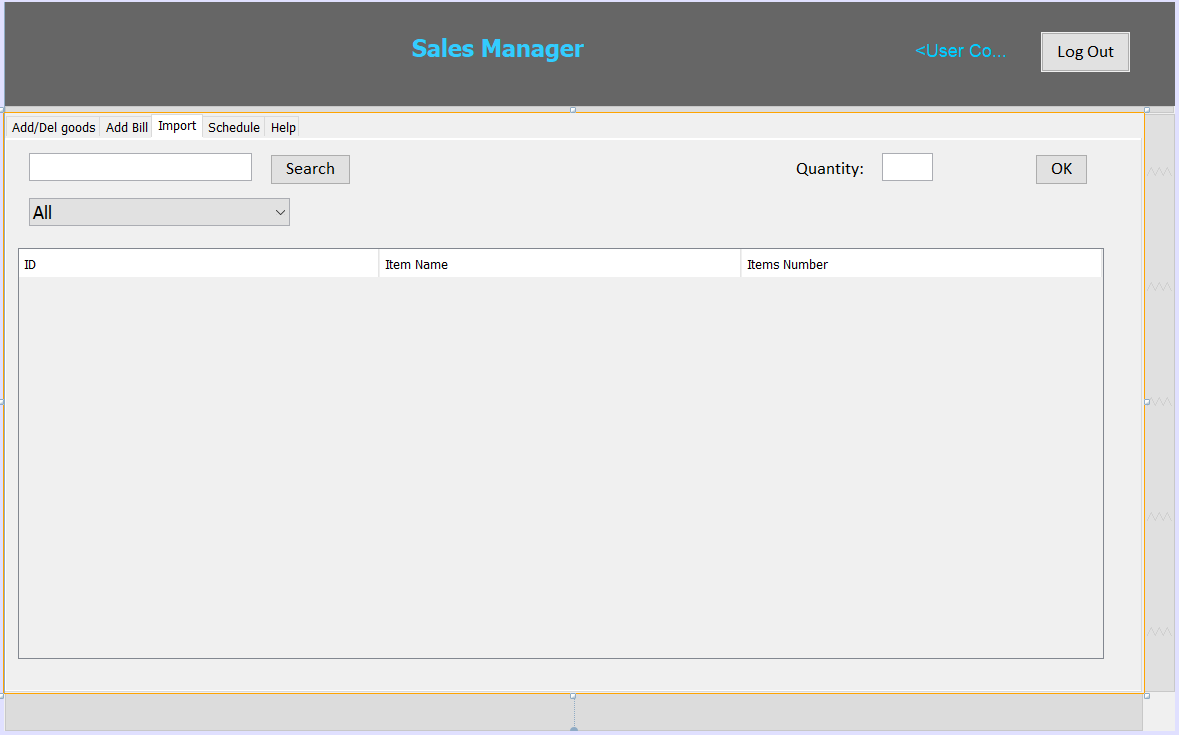 Sales Manager
<User Co...
Log Out
Add/Del goods Add Bill Import Schedule Help
Search Quantity: OK
All
ID Item Name Items Number